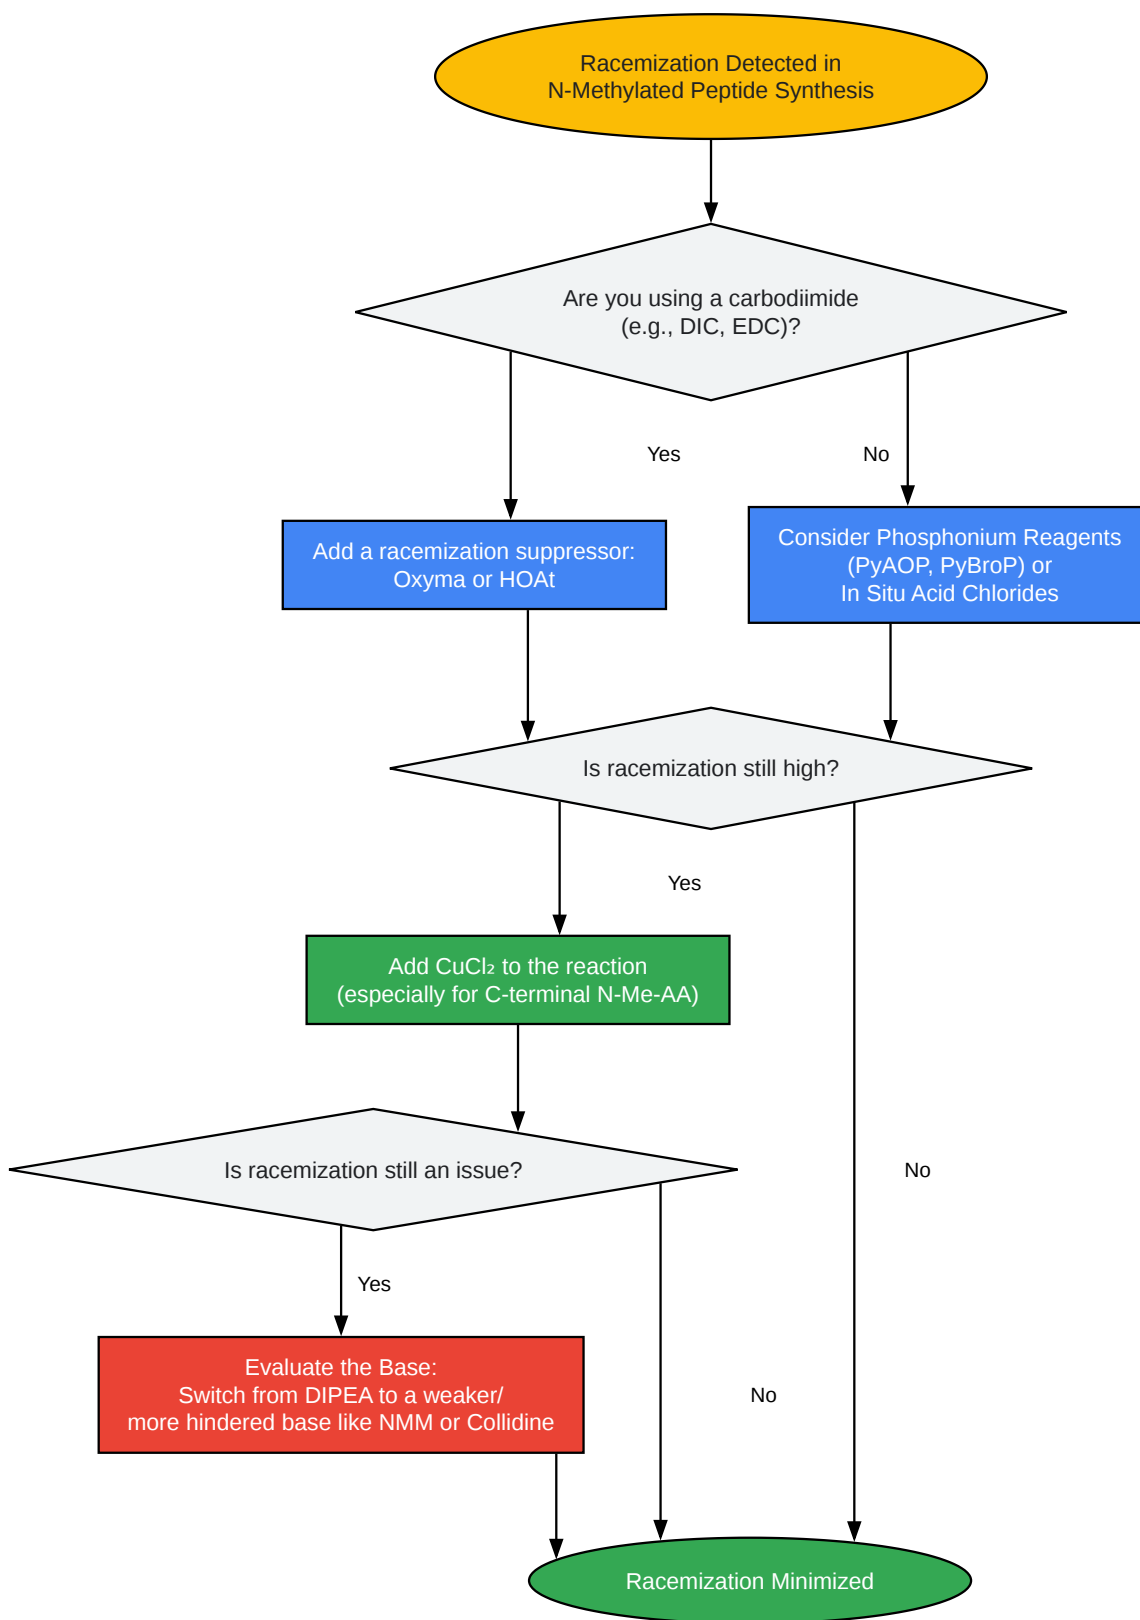 Racemization Detected in
N-Methylated Peptide Synthesis
Are you using a carbodiimide
(e.g., DIC, EDC)?
Yes
No
Add a racemization suppressor:
Oxyma or HOAt
Consider Phosphonium Reagents
(PyAOP, PyBroP) or
In Situ Acid Chlorides
Is racemization still high?
Yes
Add CuCl₂ to the reaction
(especially for C-terminal N-Me-AA)
Is racemization still an issue?
No
Yes
Evaluate the Base:
Switch from DIPEA to a weaker/
more hindered base like NMM or Collidine
No
Racemization Minimized